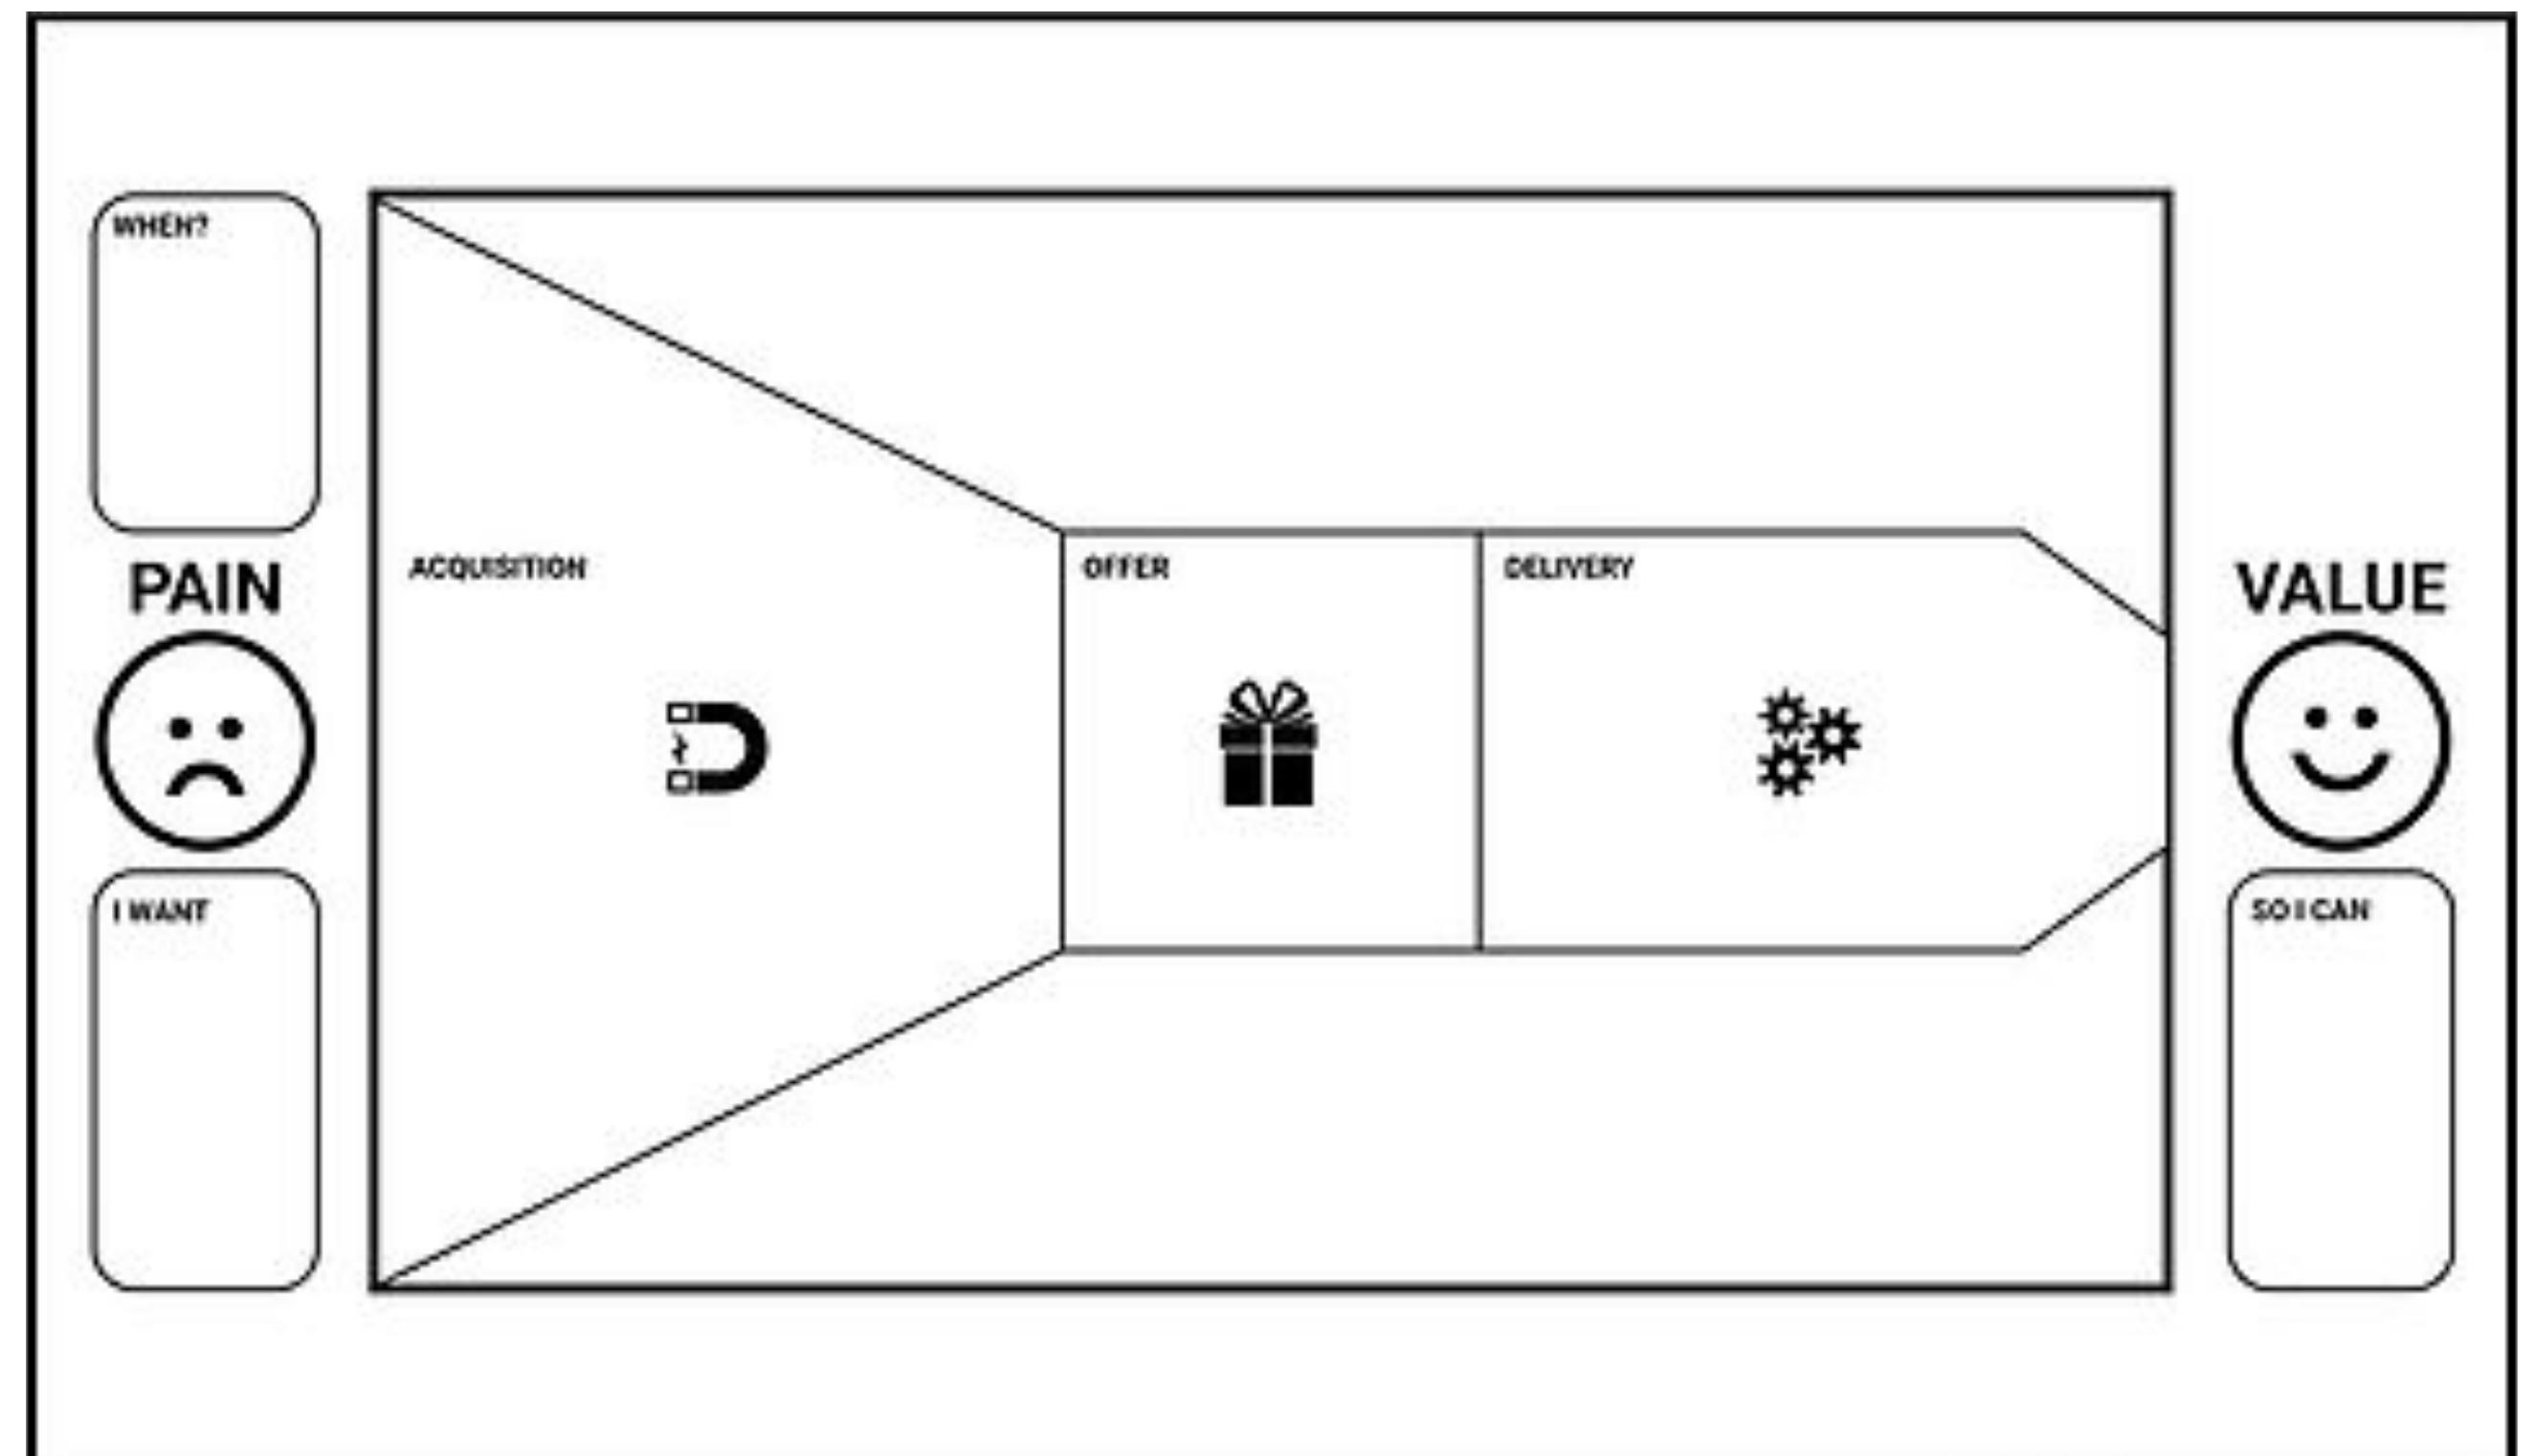 WHEN?
PAIN
I WANT
ACQUISITION
OFFER
DELIVERY
VALUE
SO I CAN